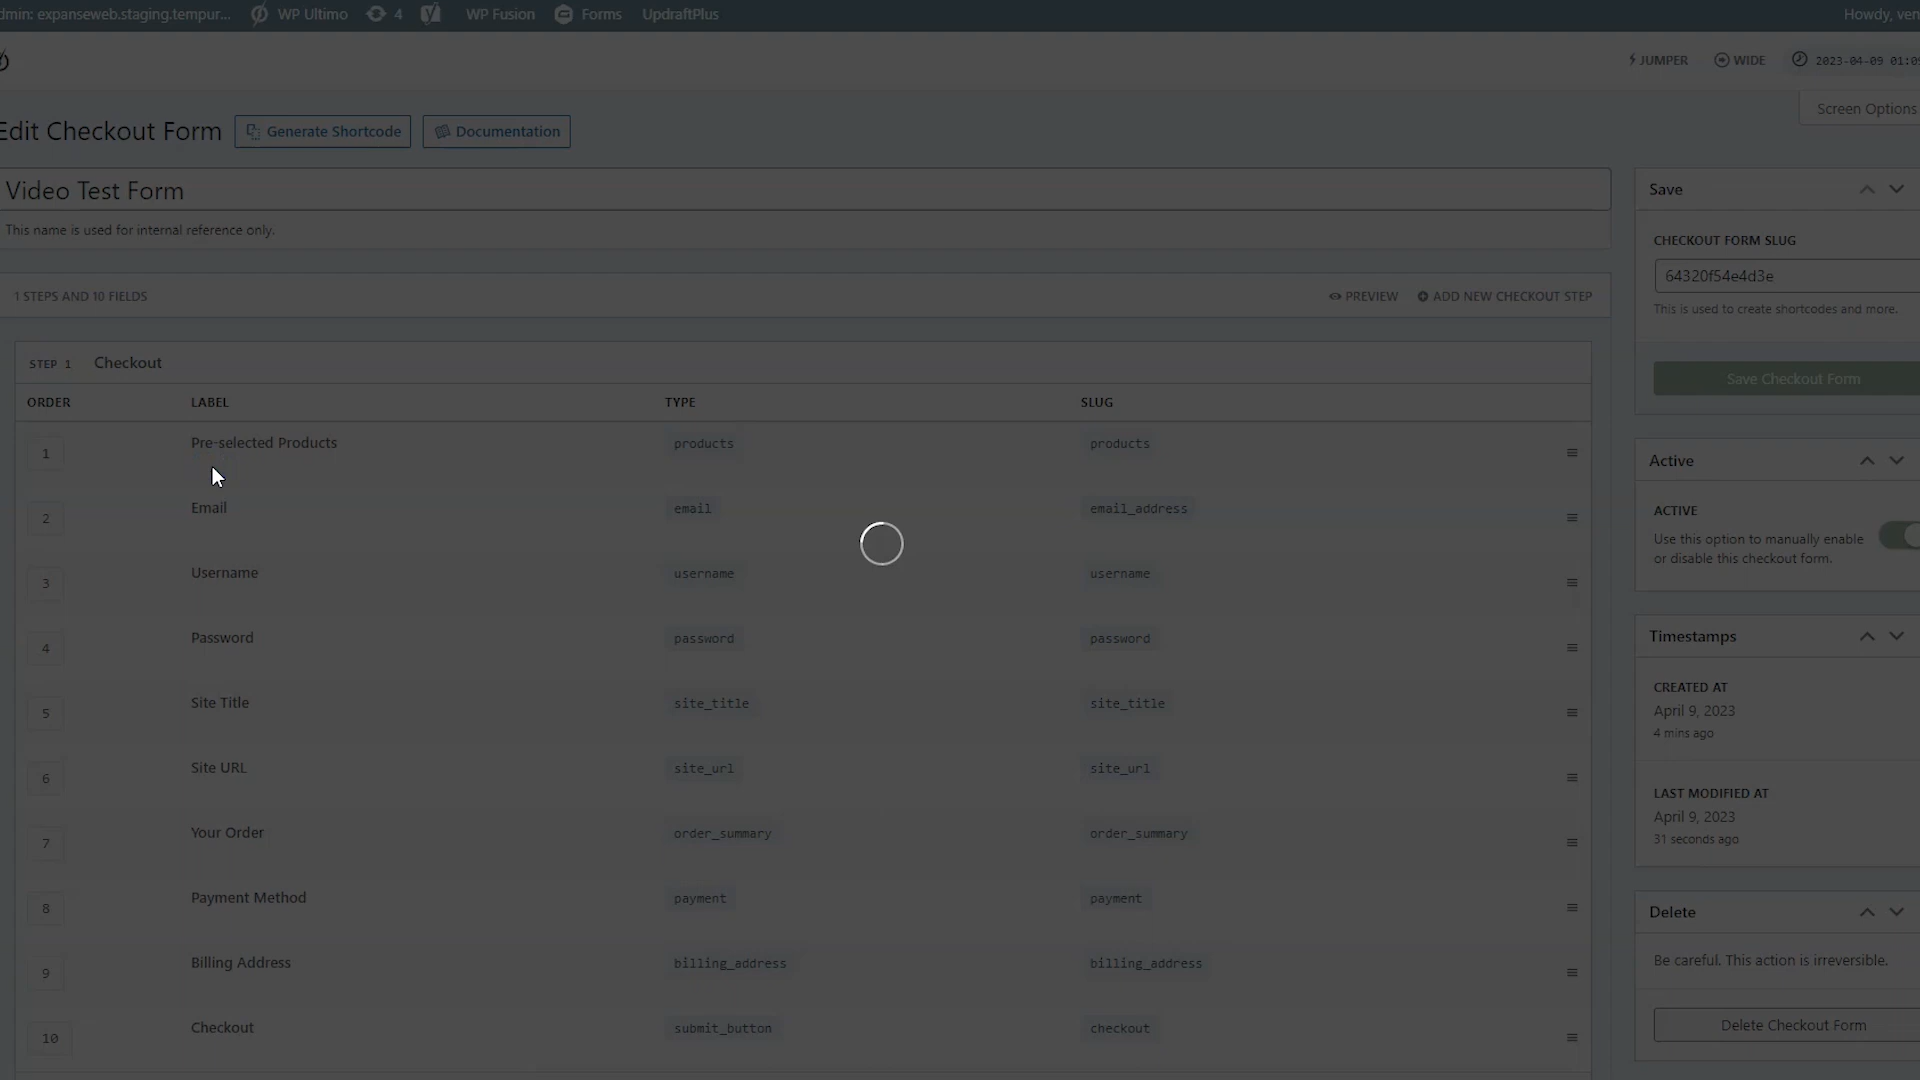 dmin: expanseweb.staging.tempur... WP Ultimo 4 WP Fusion Forms UpdraftPlus Howdy, ven
JUMPER WIDE 2023-04-09 01:09
Screen Options
Edit Checkout Form Generate Shortcode Documentation
Video Test Form
This name is used for internal reference only.
1 STEPS AND 10 FIELDS PREVIEW ADD NEW CHECKOUT STEP
STEP 1 Checkout
ORDER LABEL TYPE SLUG
1 Pre-selected Products products products
2 Email email email_address
3 Username username username
4 Password password password
5 Site Title site_title site_title
6 Site URL site_url site_url
7 Your Order order_summary order_summary
8 Payment Method payment payment
9 Billing Address billing_address billing_address
10 Checkout submit_button checkout
Save
CHECKOUT FORM SLUG
64320f54e4d3e
This is used to create shortcodes and more.
Save Checkout Form
Active
ACTIVE
Use this option to manually enable
or disable this checkout form.
Timestamps
CREATED AT
April 9, 2023
4 mins ago
LAST MODIFIED AT
April 9, 2023
31 seconds ago
Delete
Be careful. This action is irreversible.
Delete Checkout Form